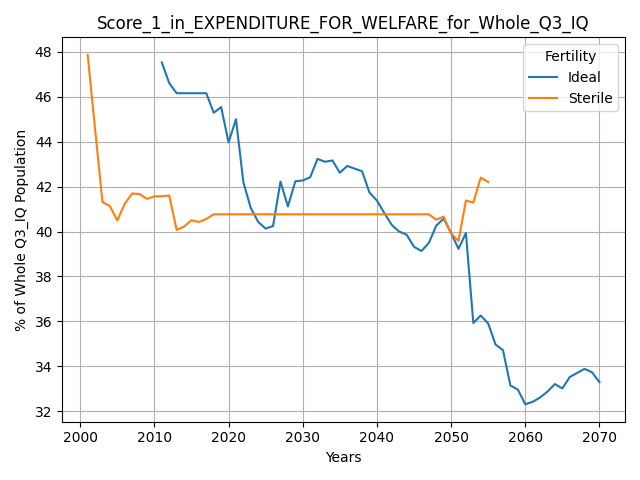 Score_1_in_EXPENDITURE_FOR_WELFARE_for_Whole_Q3_IQ
Fertility
Ideal
Sterile
% of Whole Q3_IQ Population
48
46
44
42
40
38
36
34
32
2000 2010 2020 2030 2040 2050 2060 2070
Years